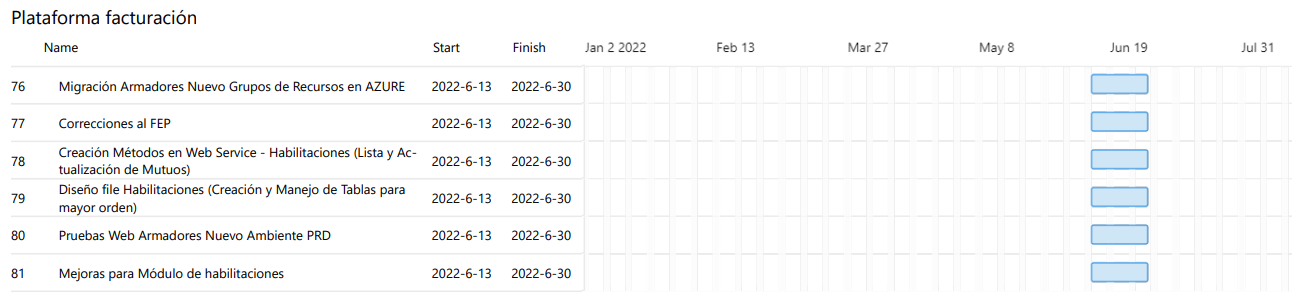 Plataforma facturación
Name Start Finish Jan 2 2022 Feb 13 Mar 27 May 8 Jun 19 Jul 31
76 Migración Armadores Nuevo Grupos de Recursos en AZURE 2022-6-13 2022-6-30
77 Correcciones al FEP 2022-6-13 2022-6-30
78 Creación Métodos en Web Service - Habilitaciones (Lista y Ac-
tualización de Mutuos) 2022-6-13 2022-6-30
79 Diseño file Habilitaciones (Creación y Manejo de Tablas para
mayor orden) 2022-6-13 2022-6-30
80 Pruebas Web Armadores Nuevo Ambiente PRD 2022-6-13 2022-6-30
81 Mejoras para Módulo de habilitaciones 2022-6-13 2022-6-30